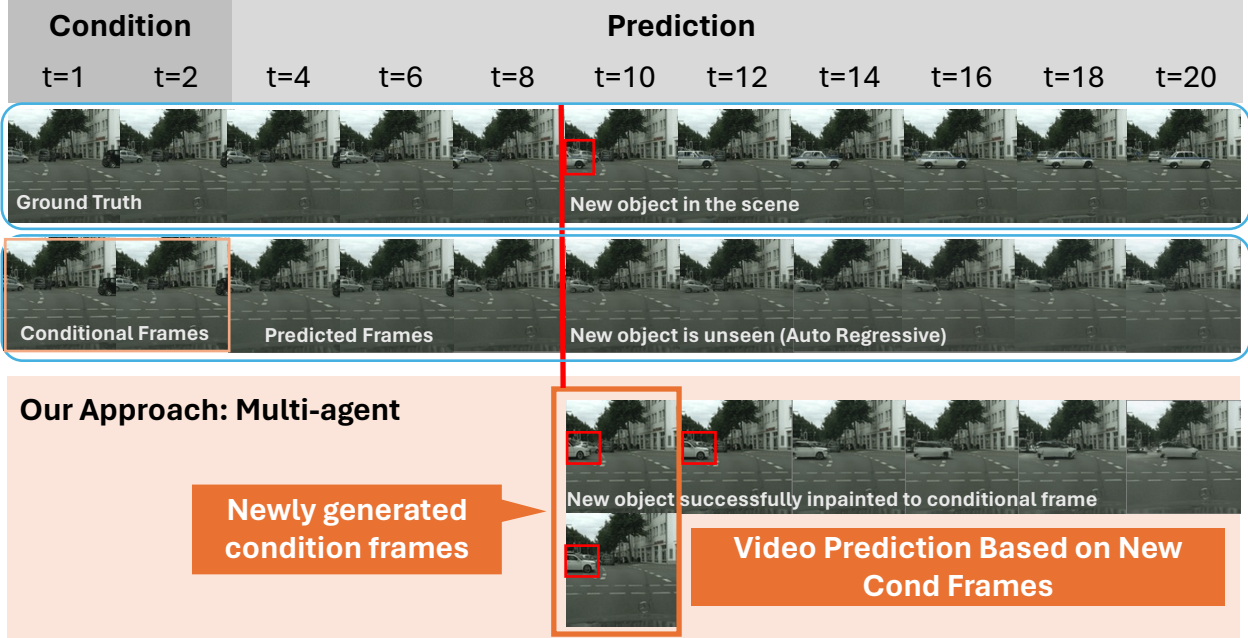 Condition
Prediction
t=1 t=2 t=4 t=6 t=8 t=10 t=12 t=14 t=16 t=18 t=20
Ground Truth
New object in the scene
Conditional Frames
Predicted Frames
New object is unseen (Auto Regressive)
Our Approach: Multi-agent
New object successfully inpainted to conditional frame
Newly generated
condition frames
Video Prediction Based on New
Cond Frames